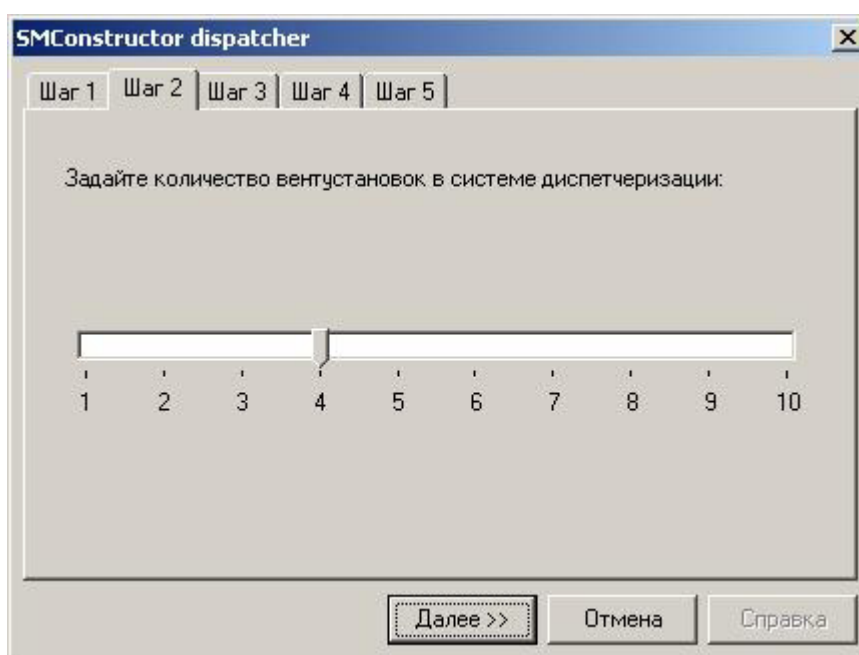 SMConstructor dispatcher
Шаг 1 Шаг 2 Шаг 3 Шаг 4 Шаг 5
Задайте количество вентустановок в системе диспетчеризации:
1 2 3 4 5 6 7 8 9 10
Далее >> Отмена Справка